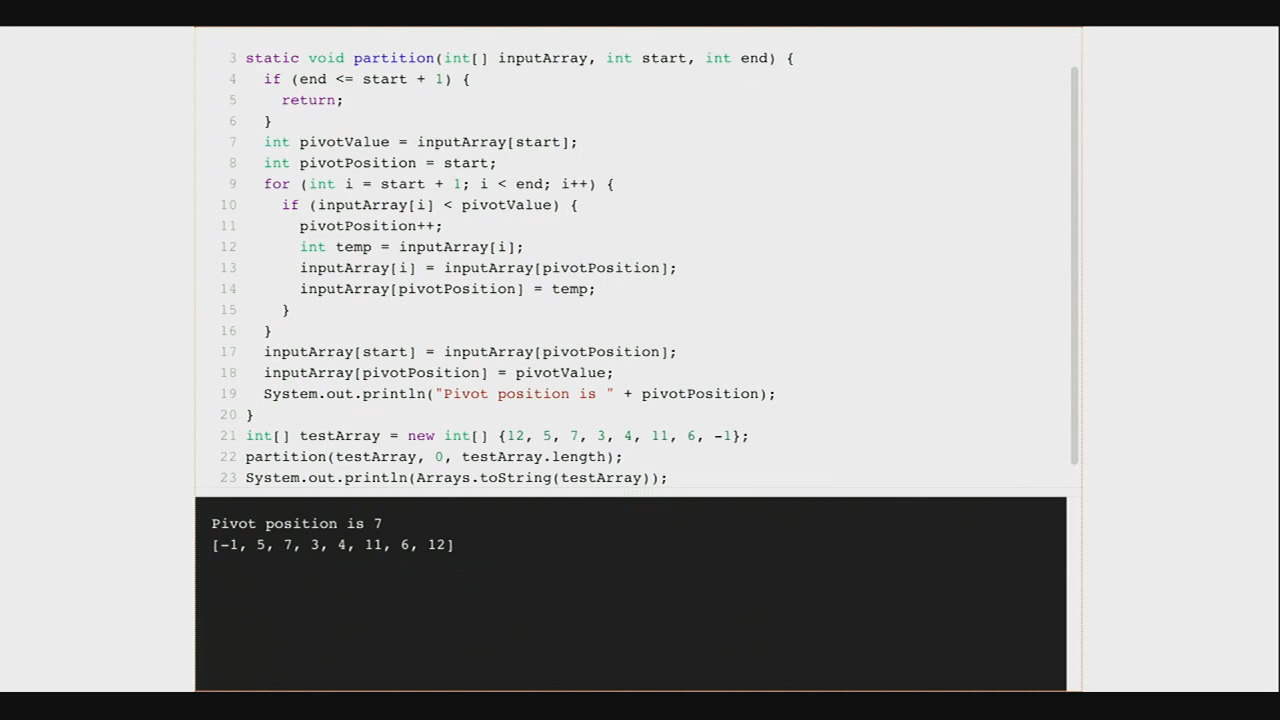 3 static void partition(int[] inputArray, int start, int end) {
4 if (end <= start + 1) {
5 return;
6 }
7 int pivotValue = inputArray[start];
8 int pivotPosition = start;
9 for (int i = start + 1; i < end; i++) {
10 if (inputArray[i] < pivotValue) {
11 pivotPosition++;
12 int temp = inputArray[i];
13 inputArray[i] = inputArray[pivotPosition];
14 inputArray[pivotPosition] = temp;
15 }
16 }
17 inputArray[start] = inputArray[pivotPosition];
18 inputArray[pivotPosition] = pivotValue;
19 System.out.println("Pivot position is " + pivotPosition);
20 }
21 int[] testArray = new int[] {12, 5, 7, 3, 4, 11, 6, -1};
22 partition(testArray, 0, testArray.length);
23 System.out.println(Arrays.toString(testArray));
Pivot position is 7
[-1, 5, 7, 3, 4, 11, 6, 12]